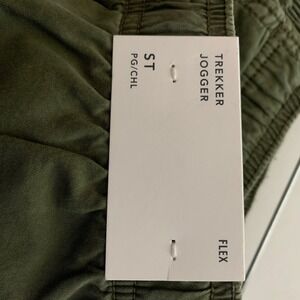 TREKKER
JOGGER
ST
PG/CHL
FLEX